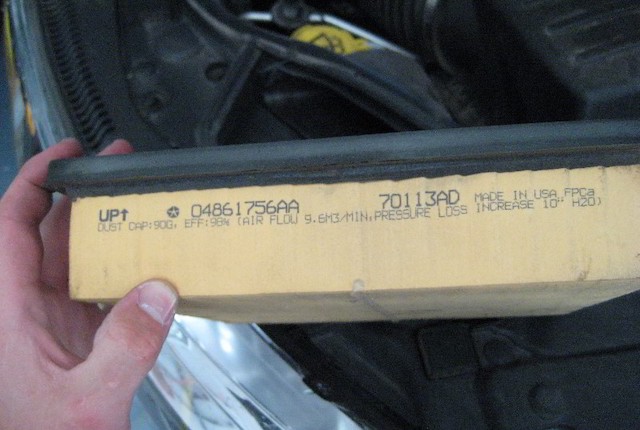 UP↑ 04861756AA 70113AD MADE IN USA FPCa
DUST CAP:90G, EFF:98% (AIR FLOW 9.6M3/MIN,PRESSURE LOSS INCREASE 10" H2O)